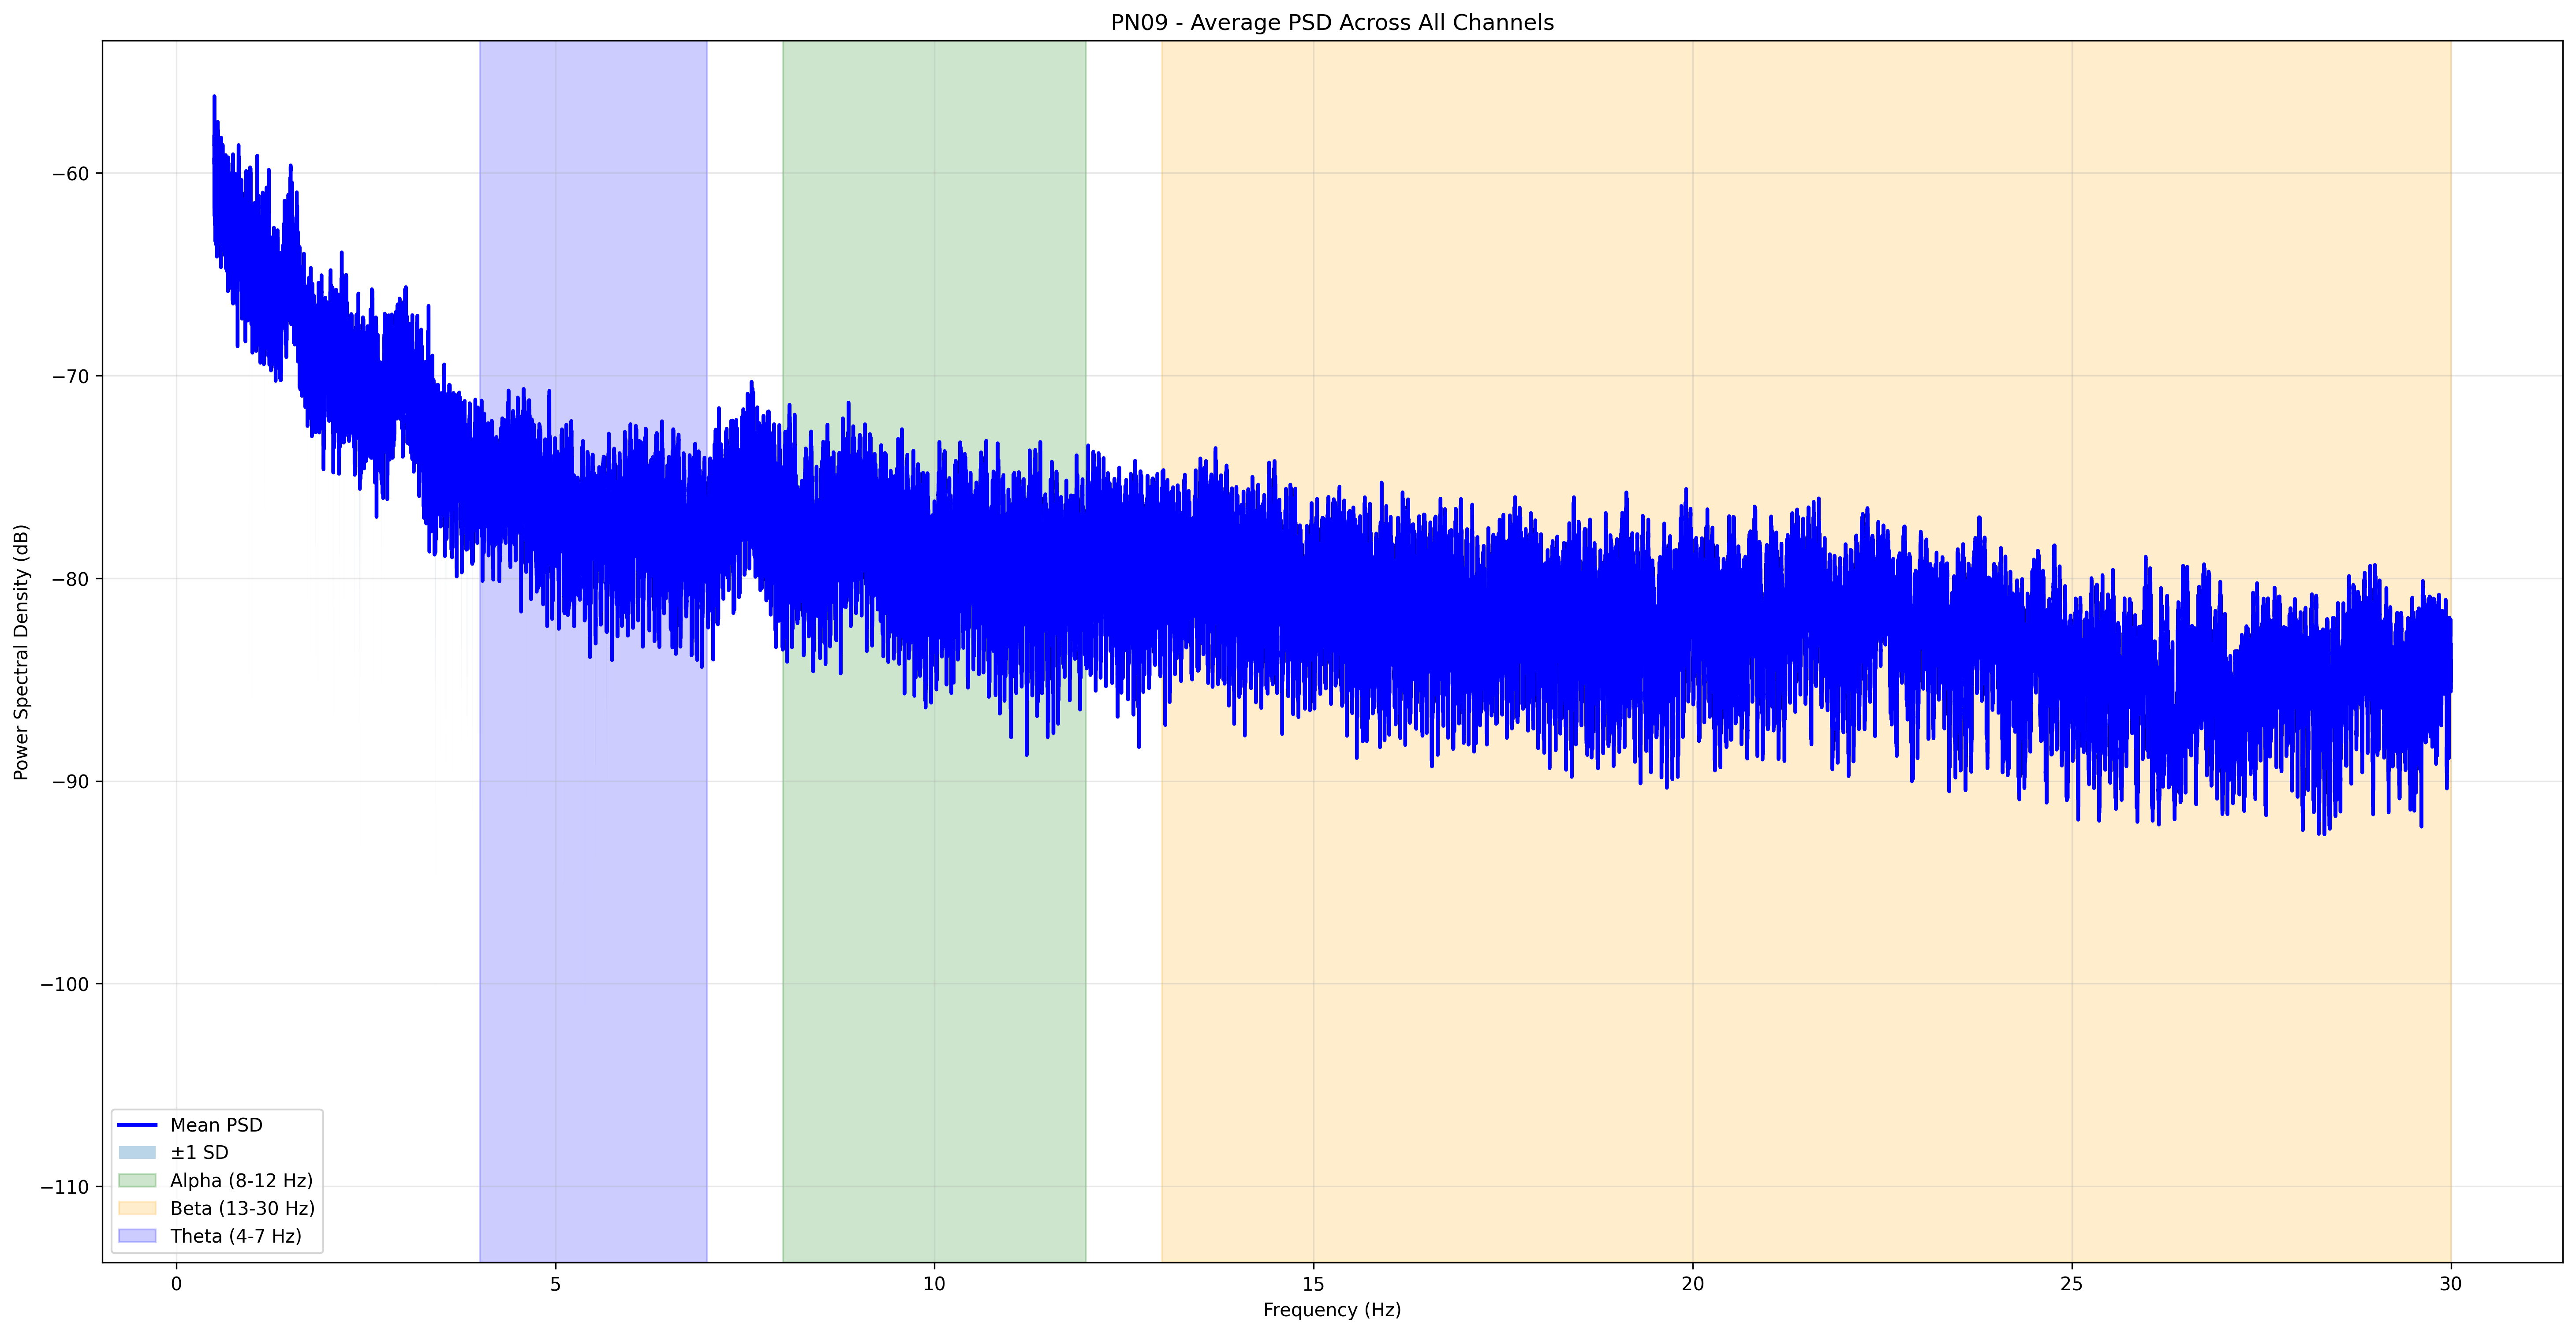 PN09 - Average PSD Across All Channels
Power Spectral Density (dB)
−60
−70
−80
−90
−100
−110
Mean PSD
±1 SD
Alpha (8-12 Hz)
Beta (13-30 Hz)
Theta (4-7 Hz)
0 5 10 15 20 25 30
Frequency (Hz)